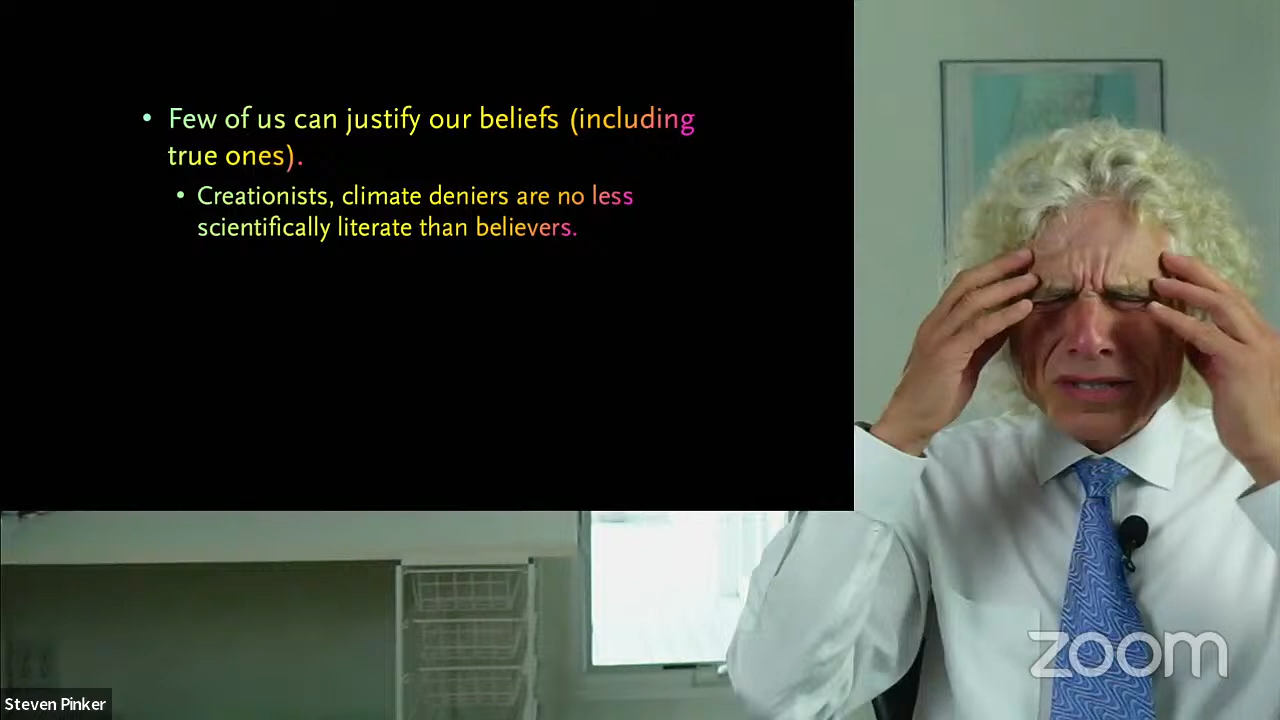 • Few of us can justify our beliefs (including
true ones).
• Creationists, climate deniers are no less
scientifically literate than believers.
zoom
Steven Pinker